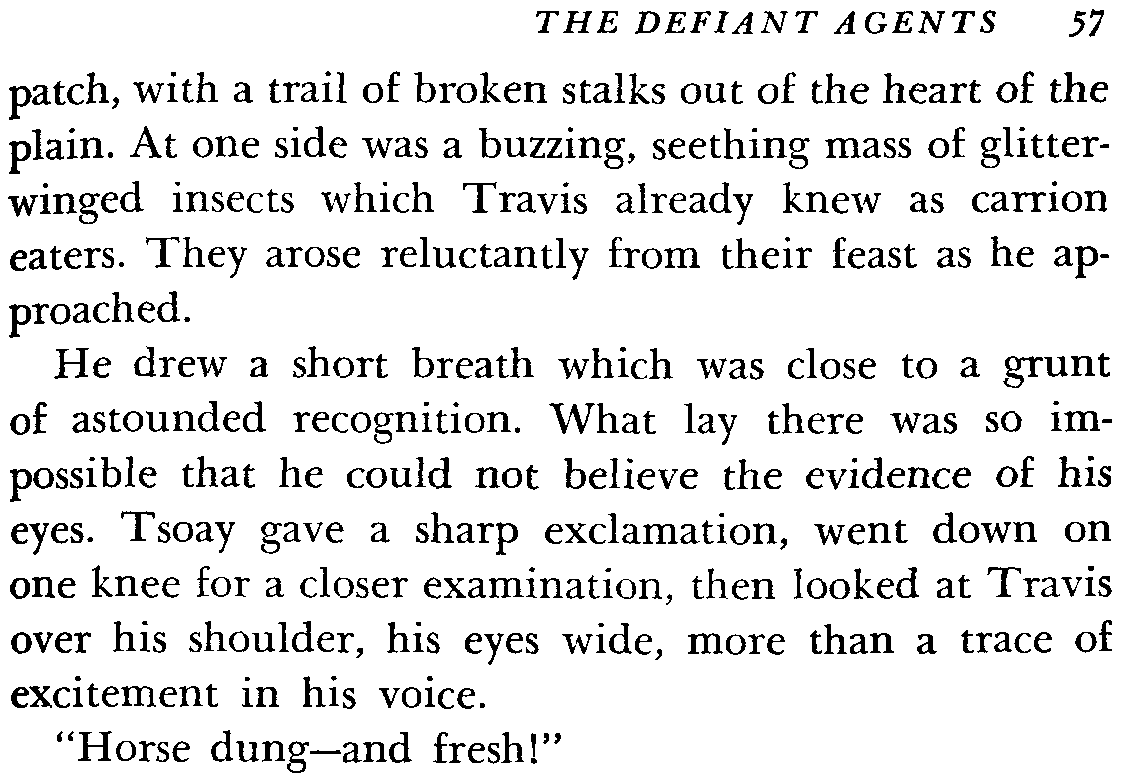 THE DEFIANT AGENTS 57
patch, with a trail of broken stalks out of the heart of the
plain. At one side was a buzzing, seething mass of glitter-
winged insects which Travis already knew as carrion
eaters. They arose reluctantly from their feast as he ap-
proached.
He drew a short breath which was close to a grunt
of astounded recognition. What lay there was so im-
possible that he could not believe the evidence of his
eyes. Tsoay gave a sharp exclamation, went down on
one knee for a closer examination, then looked at Travis
over his shoulder, his eyes wide, more than a trace of
excitement in his voice.
“Horse dung—and fresh!”